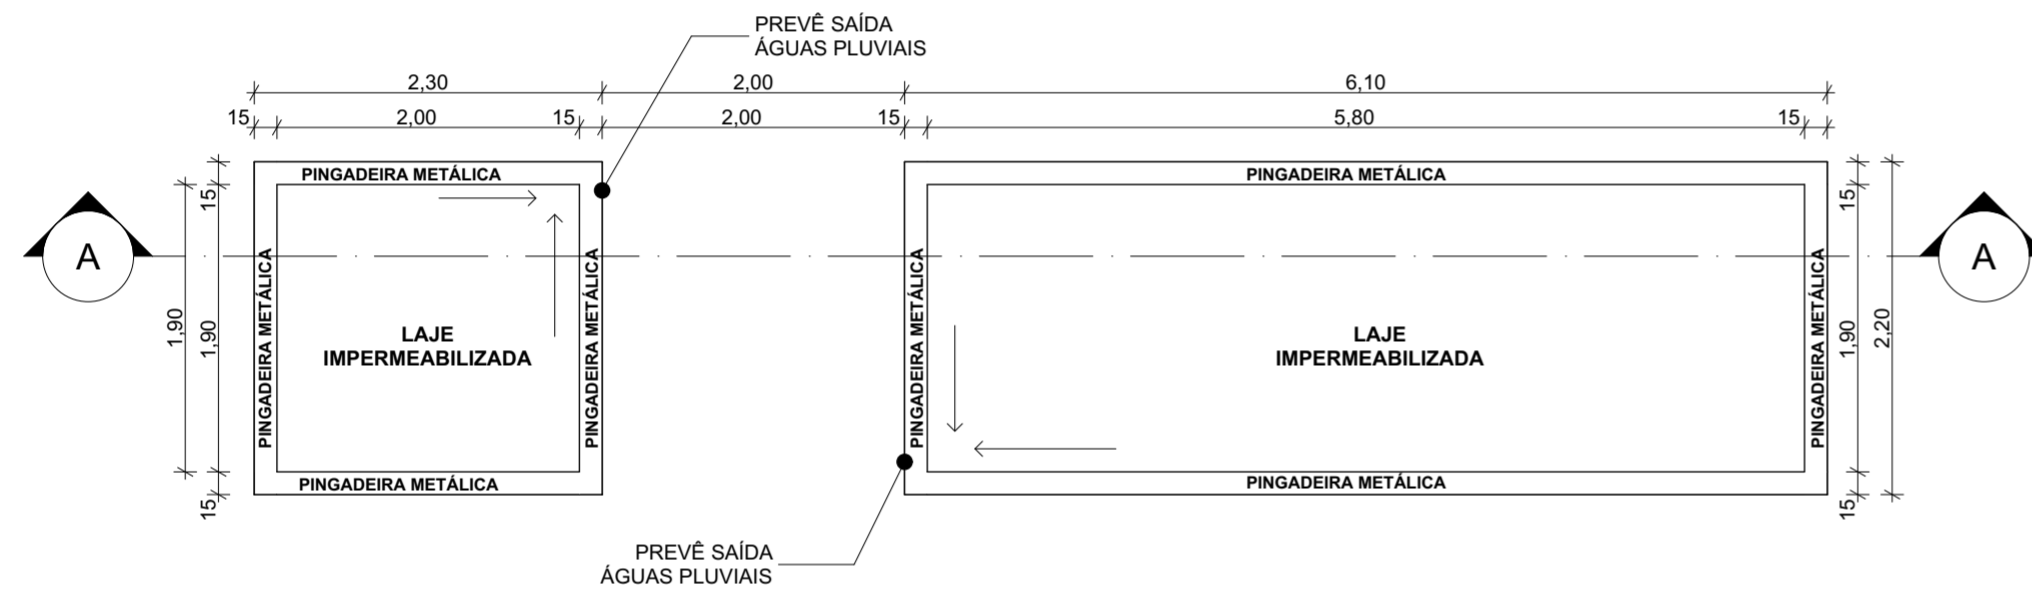 PREVÊ SAÍDA
ÁGUAS PLUVIAIS
2,30
2,00
6,10
15
2,00
15
2,00
15
5,80
15
PINGADEIRA METÁLICA
PINGADEIRA METÁLICA
15
15
A
A
PINGADEIRA METÁLICA
PINGADEIRA METÁLICA
PINGADEIRA METÁLICA
PINGADEIRA METÁLICA
1,90
1,90
LAJE
IMPERMEABILIZADA
LAJE
IMPERMEABILIZADA
1,90
2,20
PINGADEIRA METÁLICA
PINGADEIRA METÁLICA
15
15
PREVÊ SAÍDA
ÁGUAS PLUVIAIS